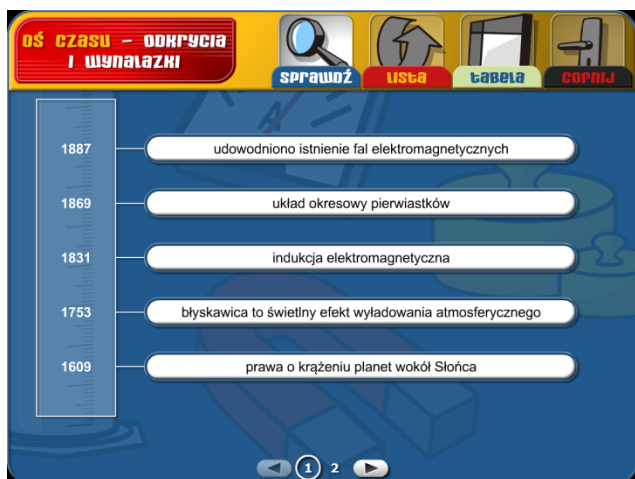 oś czasu – odkrycia
i wynalazki
sprawdź
lista
tabela
cofnij
1887
udowodniono istnienie fal elektromagnetycznych
1869
układ okresowy pierwiastków
1831
indukcja elektromagnetyczna
1753
błyskawica to świetlny efekt wyładowania atmosferycznego
1609
prawa o krążeniu planet wokół Słońca
1 2